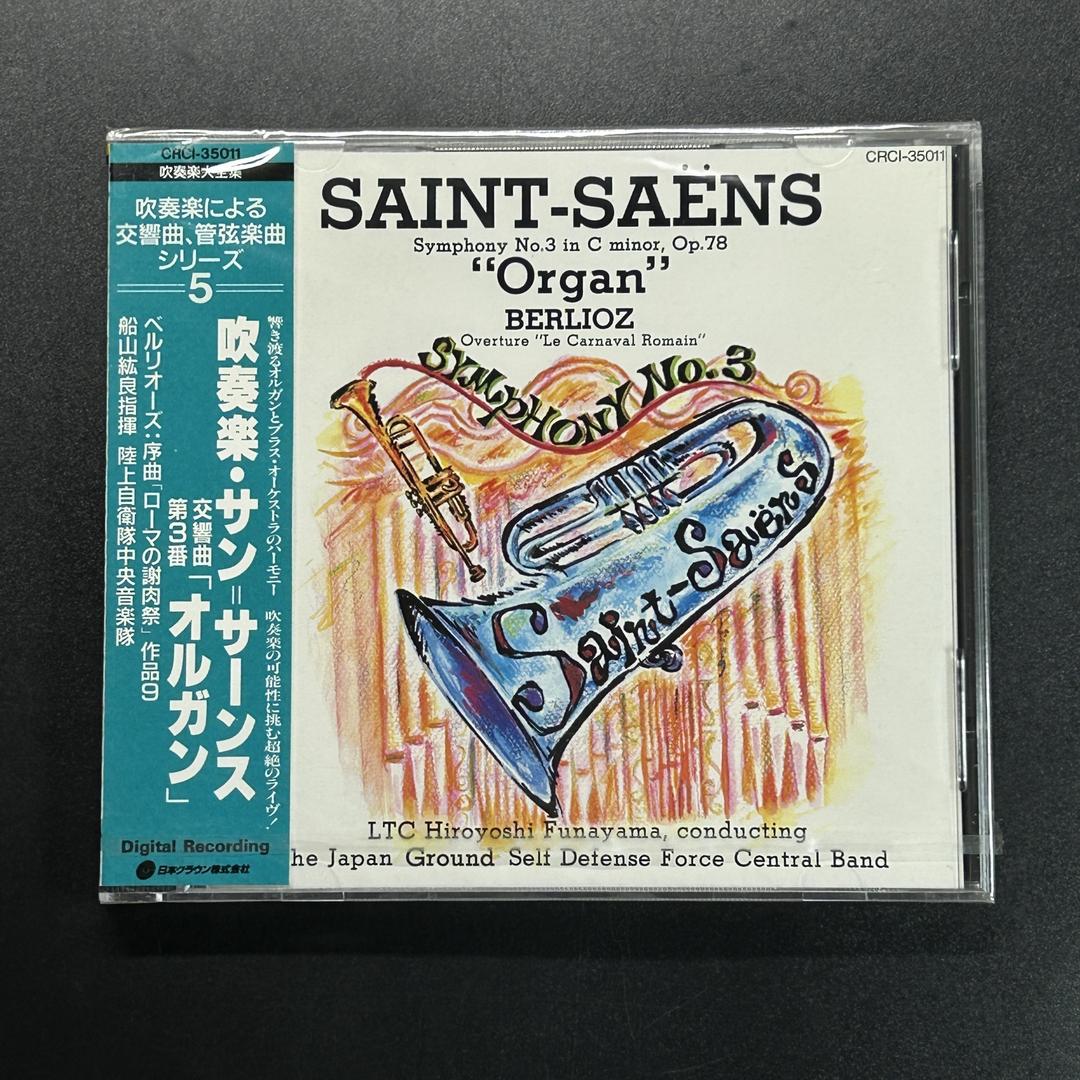 CRCI-35011
吹奏楽大全集
吹奏楽による
交響曲、管弦楽曲
シリーズ
5
響き渡るオルガンとブラス・オーケストラのハーモニー 吹奏楽の可能性に挑む超絶のライヴ!
吹奏楽・サン=サーンス
交響曲
第3番
「オルガン」
ベルリオーズ:序曲「ローマの謝肉祭」作品9
船山紘良指揮 陸上自衛隊中央音楽隊
Digital Recording
日本クラウン株式会社
CRCI-35011
SAINT-SAËNS
Symphony No.3 in C minor, Op.78
“Organ”
BERLIOZ
Overture "Le Carnaval Romain"
SYMPHONY No.3
Saint-Saëns
LTC Hiroyoshi Funayama, conducting
he Japan Ground Self Defense Force Central Band